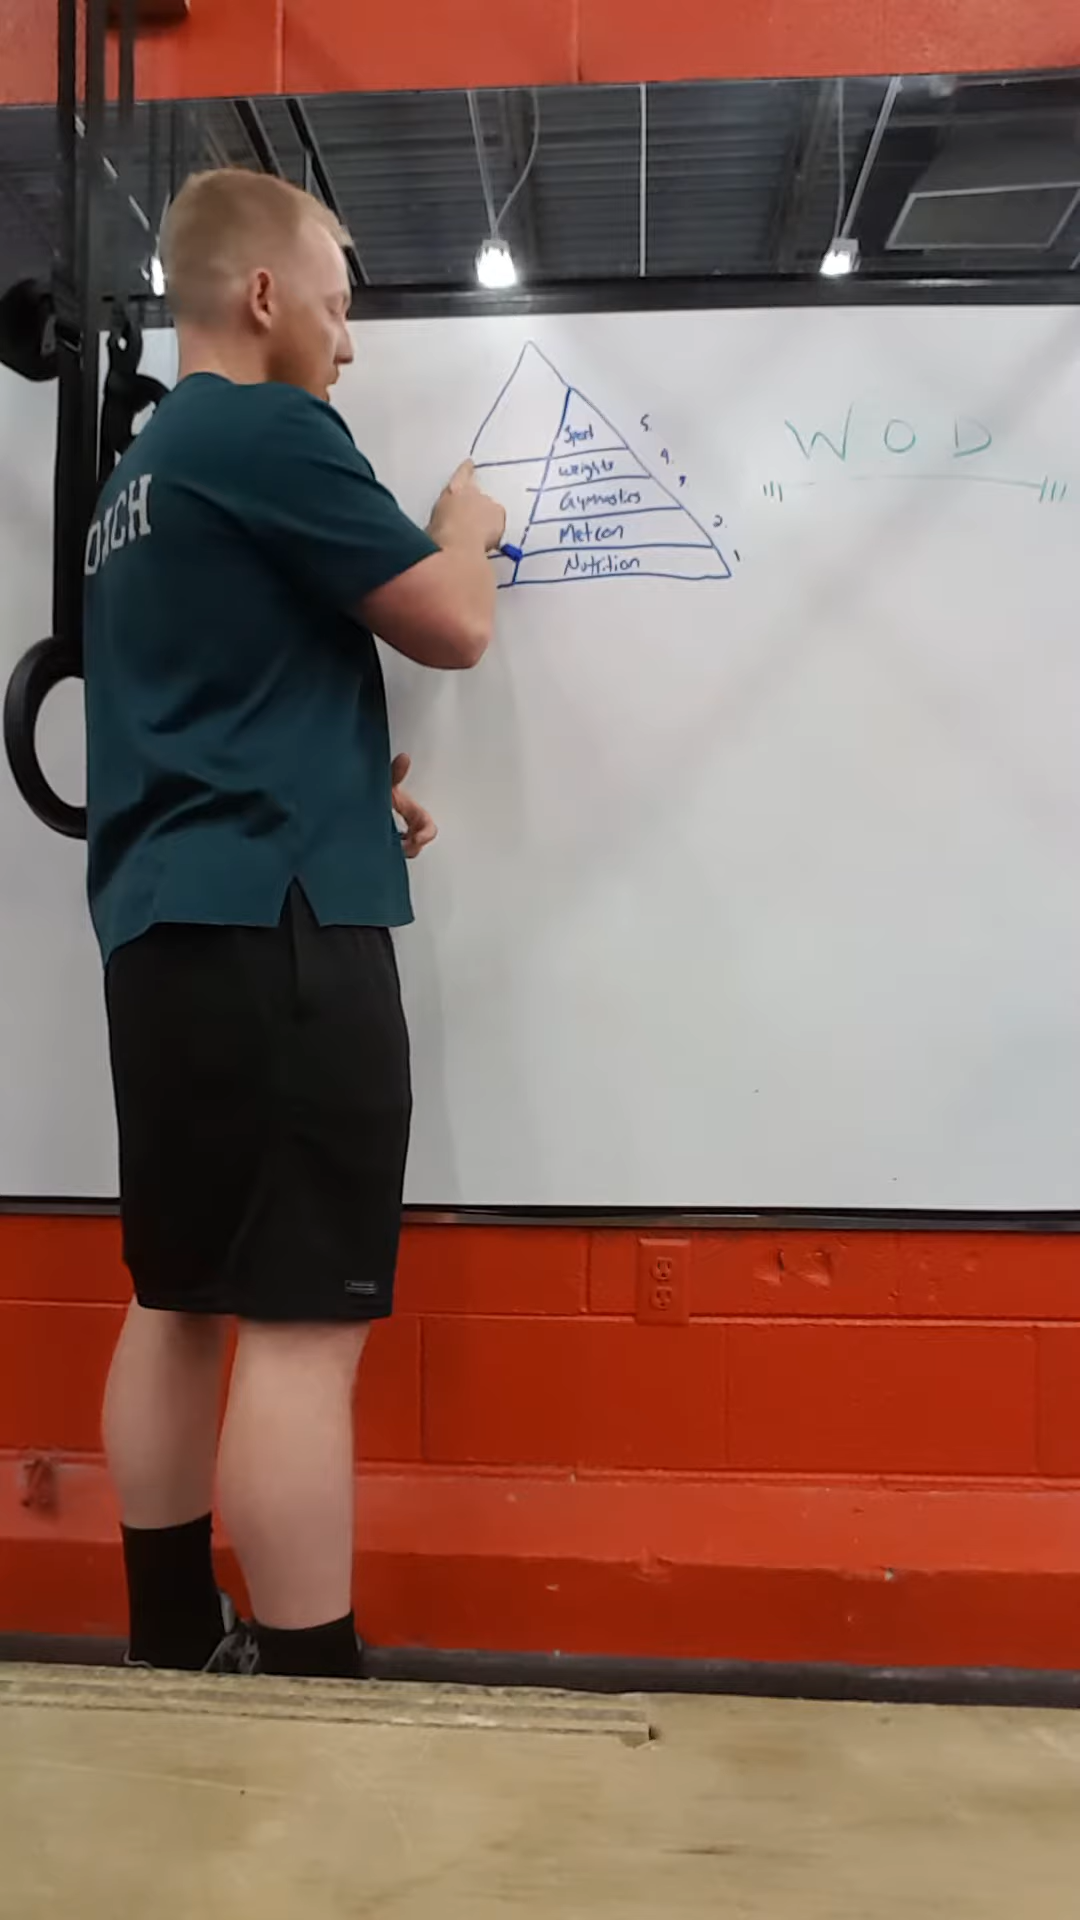 OACH
5.
Sport
4.
Weights
3.
Gymnastics
2.
Metcon
1
Nutrition
WOD